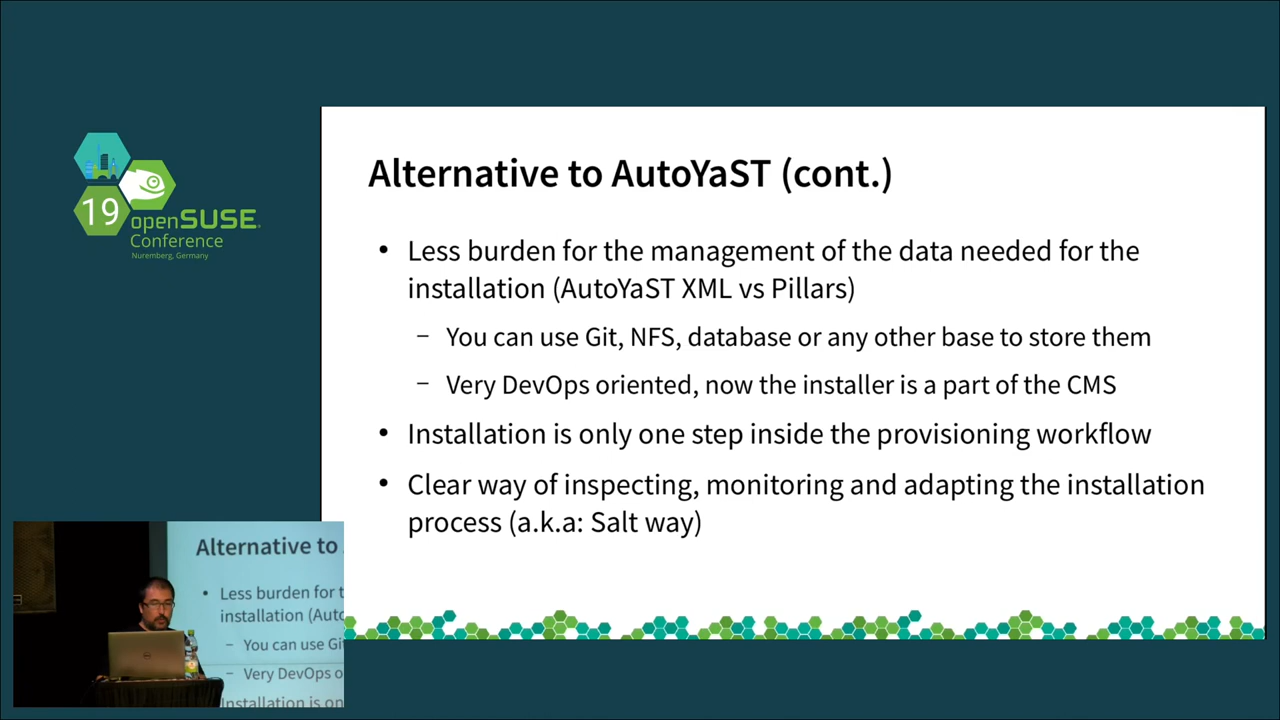 19
openSUSE
Conference
Nuremberg, Germany
Alternative to AutoYaST (cont.)
• Less burden for the management of the data needed for the
installation (AutoYaST XML vs Pillars)
– You can use Git, NFS, database or any other base to store them
– Very DevOps oriented, now the installer is a part of the CMS
• Installation is only one step inside the provisioning workflow
• Clear way of inspecting, monitoring and adapting the installation
process (a.k.a: Salt way)
Alternative to
• Less burden for t
installation (Auto
– You can use Gi
– Very DevOps o
Installation is on